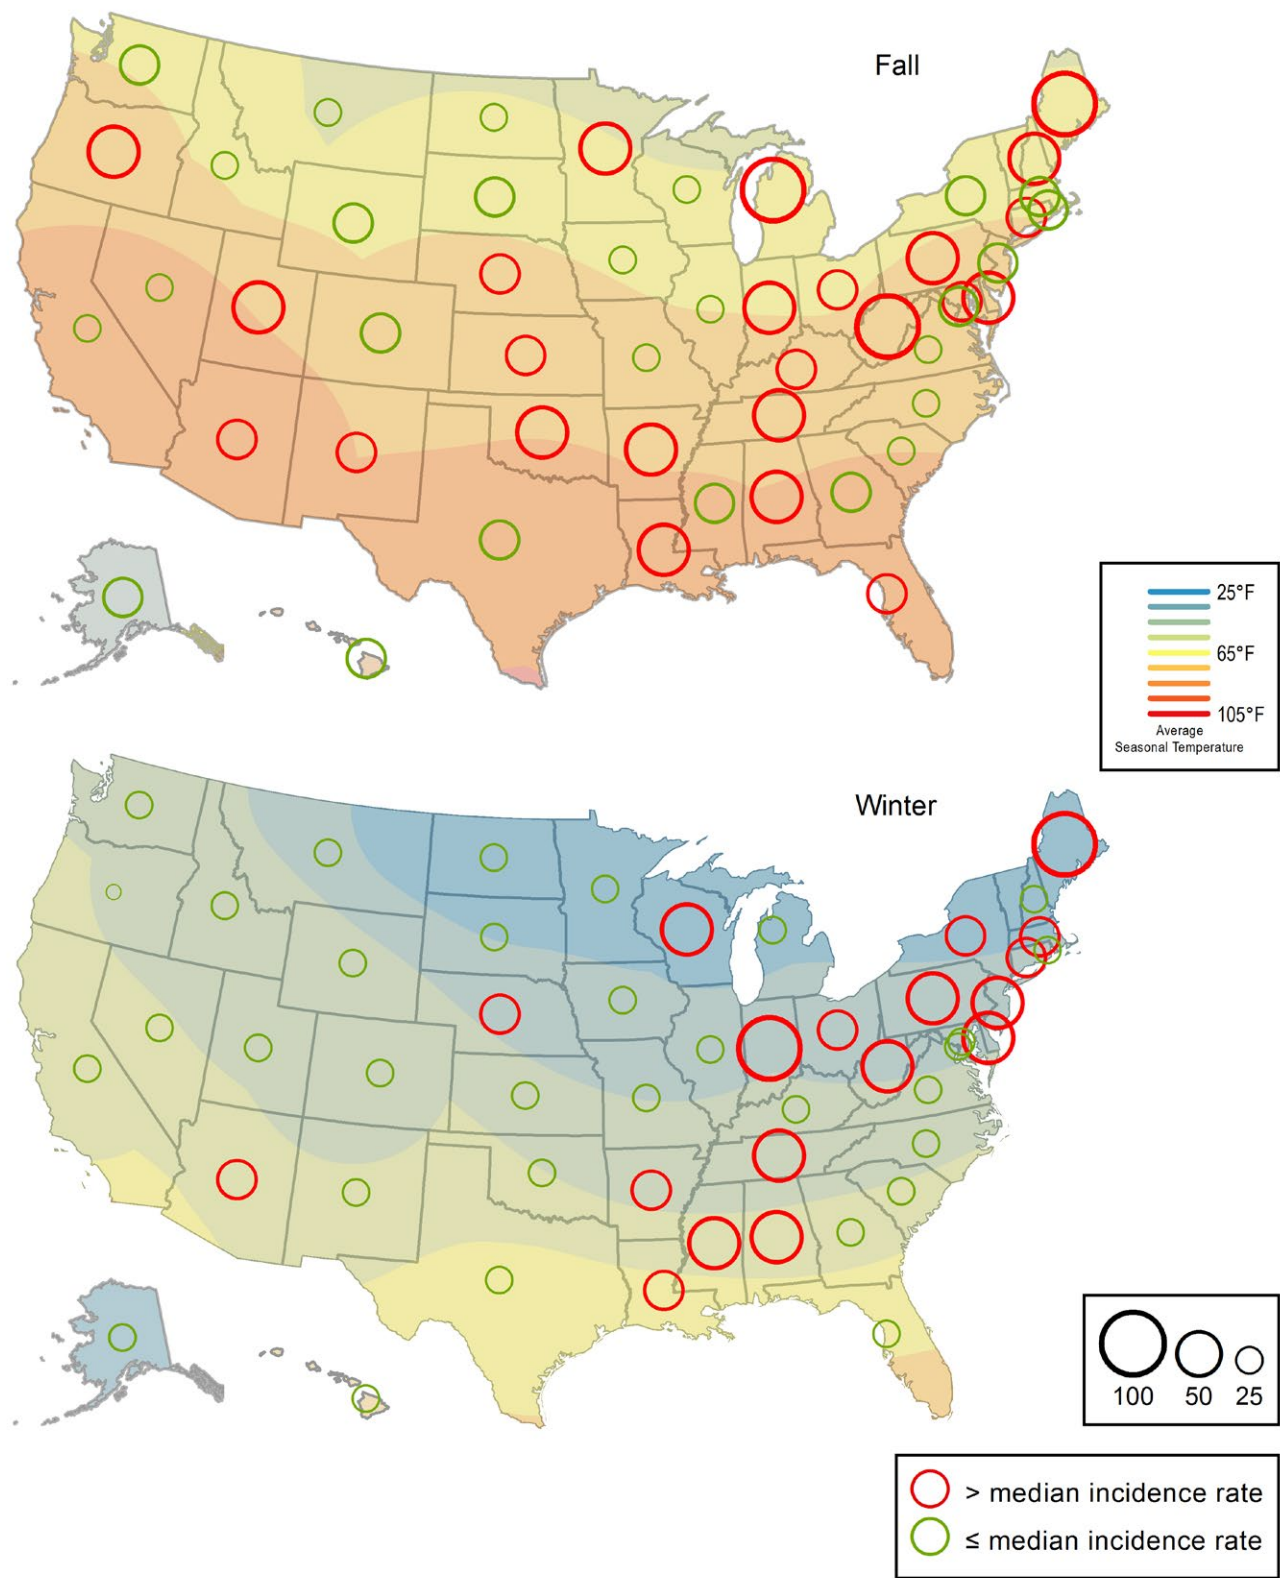 Fall
25°F
65°F
105°F
Average
Seasonal Temperature
Winter
100 50 25
> median incidence rate
≤ median incidence rate